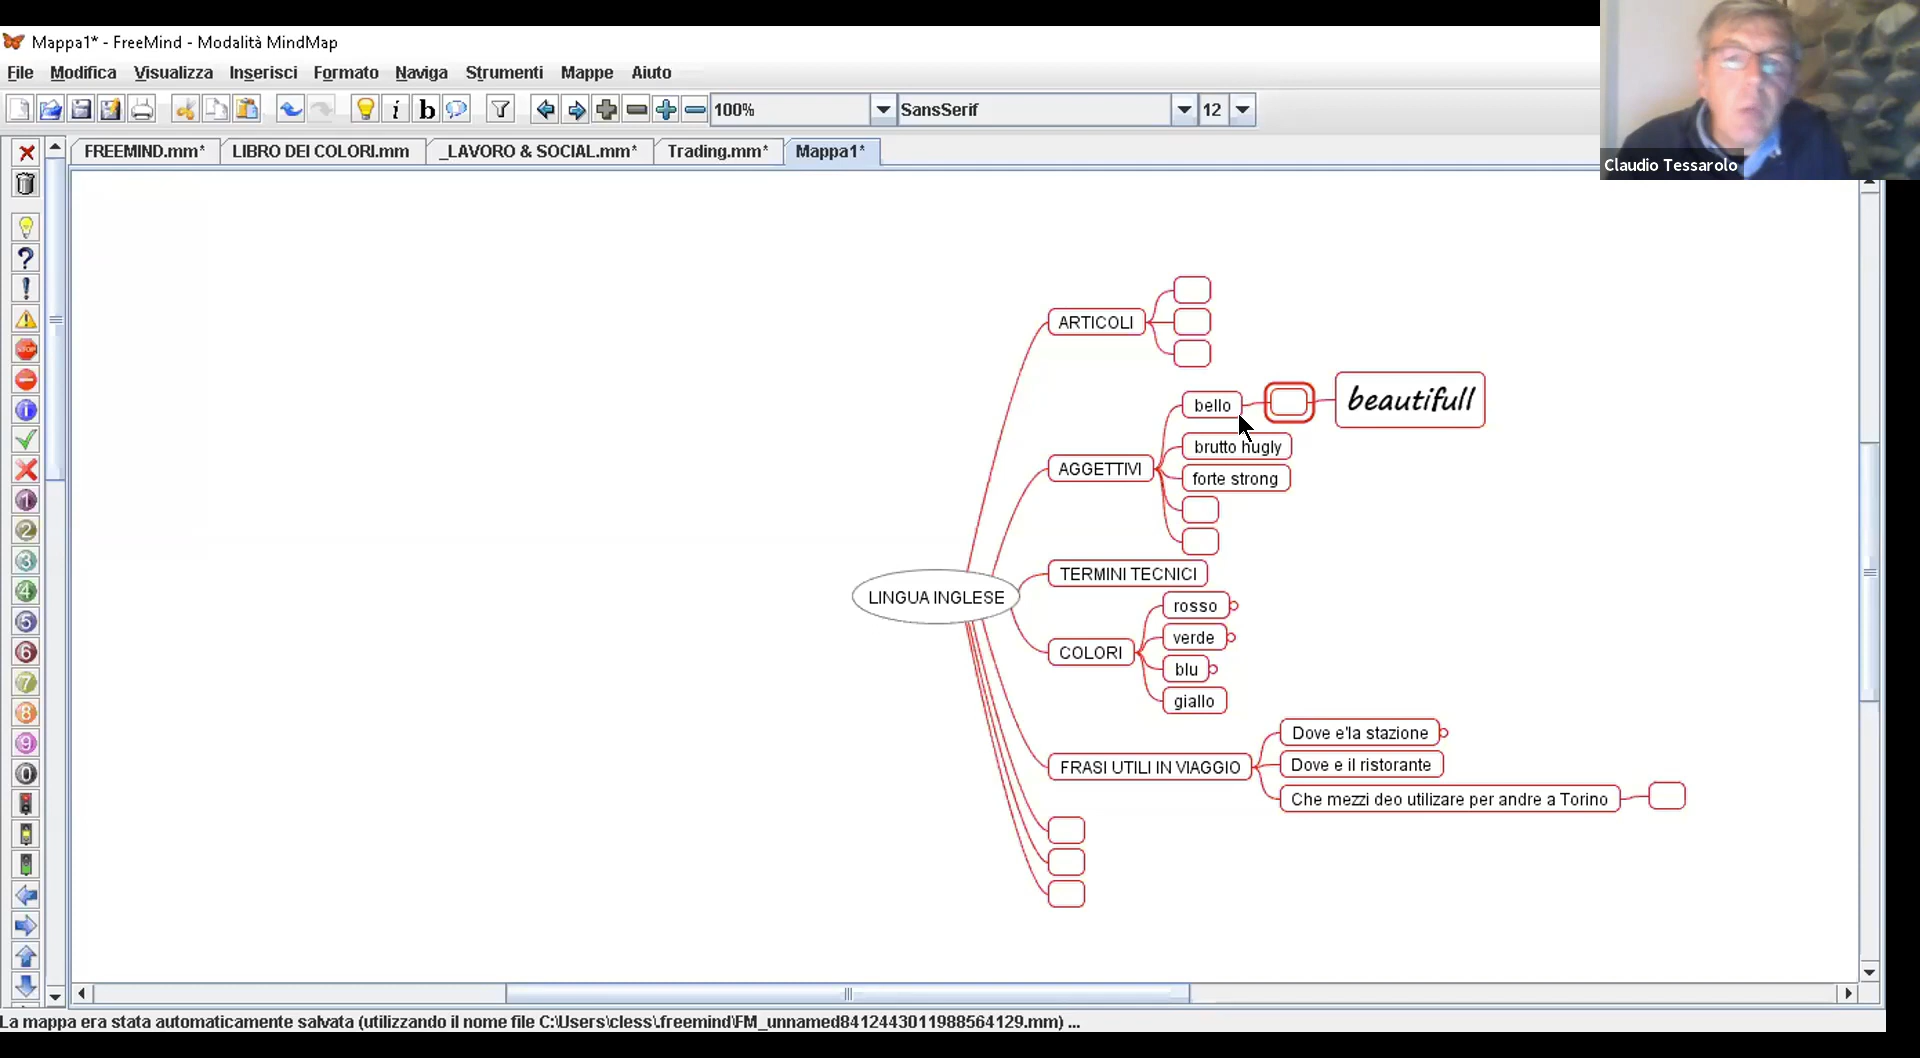 Mappa1* - FreeMind - Modalità MindMap
File Modifica Visualizza Inserisci Formato Naviga Strumenti Mappe Aiuto
100% SansSerif 12
FREEMIND.mm* LIBRO DEI COLORI.mm _LAVORO & SOCIAL.mm* Trading.mm* Mappa1*
Claudio Tessarolo
ARTICOLI
bello
beautifull
brutto hugly
AGGETTIVI
forte strong
TERMINI TECNICI
LINGUA INGLESE
rosso
verde
COLORI
blu
giallo
Dove e'la stazione
FRASI UTILI IN VIAGGIO
Dove e il ristorante
Che mezzi deo utilizare per andre a Torino
La mappa era stata automaticamente salvata (utilizzando il nome file C:\Users\cless\.freemind\FM_unnamed8412443011988564129.mm) ...